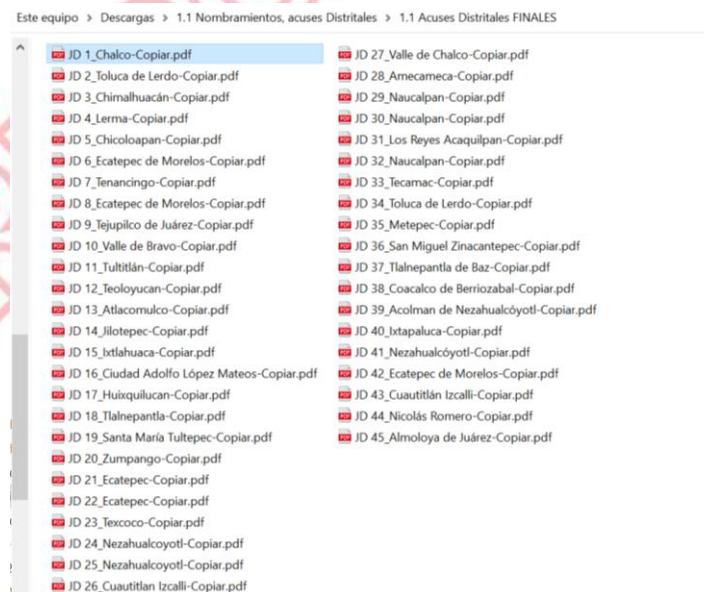 Este equipo > Descargas > 1.1 Nombramientos, acuses Distritales > 1.1 Acuses Distritales FINALES
JD 1_Chalco-Copiar.pdf
JD 2_Toluca de Lerdo-Copiar.pdf
JD 3_Chimalhuacán-Copiar.pdf
JD 4_Lerma-Copiar.pdf
JD 5_Chicoloapan-Copiar.pdf
JD 6_Ecatepec de Morelos-Copiar.pdf
JD 7_Tenancingo-Copiar.pdf
JD 8_Ecatepec de Morelos-Copiar.pdf
JD 9_Tejupilco de Juárez-Copiar.pdf
JD 10_Valle de Bravo-Copiar.pdf
JD 11_Tultitlán-Copiar.pdf
JD 12_Teoloyucan-Copiar.pdf
JD 13_Atlacomulco-Copiar.pdf
JD 14_Jilotepec-Copiar.pdf
JD 15_Ixtlahuaca-Copiar.pdf
JD 16_Ciudad Adolfo López Mateos-Copiar.pdf
JD 17_Huixquilucan-Copiar.pdf
JD 18_Tlalnepantla-Copiar.pdf
JD 19_Santa María Tultepec-Copiar.pdf
JD 20_Zumpango-Copiar.pdf
JD 21_Ecatepec-Copiar.pdf
JD 22_Ecatepec-Copiar.pdf
JD 23_Texcoco-Copiar.pdf
JD 24_Nezahualcoyotl-Copiar.pdf
JD 25_Nezahualcoyotl-Copiar.pdf
JD 26_Cuautitlan Izcalli-Copiar.pdf
JD 27_Valle de Chalco-Copiar.pdf
JD 28_Amecameca-Copiar.pdf
JD 29_Naucalpan-Copiar.pdf
JD 30_Naucalpan-Copiar.pdf
JD 31_Los Reyes Acaquilpan-Copiar.pdf
JD 32_Naucalpan-Copiar.pdf
JD 33_Tecamac-Copiar.pdf
JD 34_Toluca de Lerdo-Copiar.pdf
JD 35_Metepec-Copiar.pdf
JD 36_San Miguel Zinacantepec-Copiar.pdf
JD 37_Tlalnepantla de Baz-Copiar.pdf
JD 38_Coacalco de Berriozabal-Copiar.pdf
JD 39_Acolman de Nezahualcóyotl-Copiar.pdf
JD 40_Ixtapaluca-Copiar.pdf
JD 41_Nezahualcóyotl-Copiar.pdf
JD 42_Ecatepec de Morelos-Copiar.pdf
JD 43_Cuautitlán Izcalli-Copiar.pdf
JD 44_Nicolás Romero-Copiar.pdf
JD 45_Almoloya de Juárez-Copiar.pdf